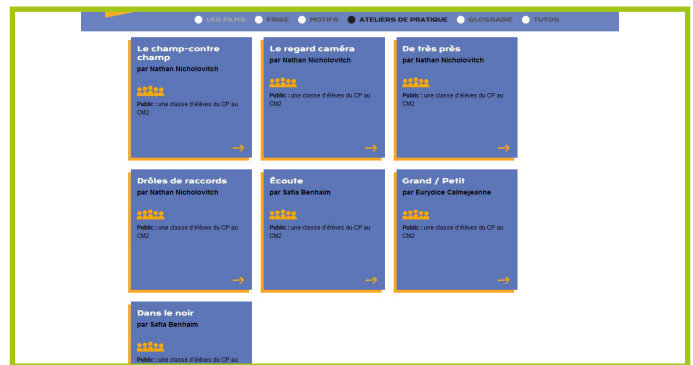 LES FILMS FRISE MOTIFS ATELIERS DE PRATIQUE GLOSSAIRE TUTOS
Le champ-contre
champ
par Nathan Nicholovitch
Public : une classe d'élèves du CP au
CM2
Le regard caméra
par Nathan Nicholovitch
Public : une classe d'élèves du CP au
CM2
De très près
par Nathan Nicholovitch
Public : une classe d'élèves du CP au
CM2
Drôles de raccords
par Nathan Nicholovitch
Public : une classe d'élèves du CP au
CM2
Écoute
par Safia Benhaim
Public : une classe d'élèves du CP au
CM2
Grand / Petit
par Eurydice Calmejeanne
Public : une classe d'élèves du CP au
CM2
Dans le noir
par Safia Benhaim
Public : une classe d'élèves du CP au